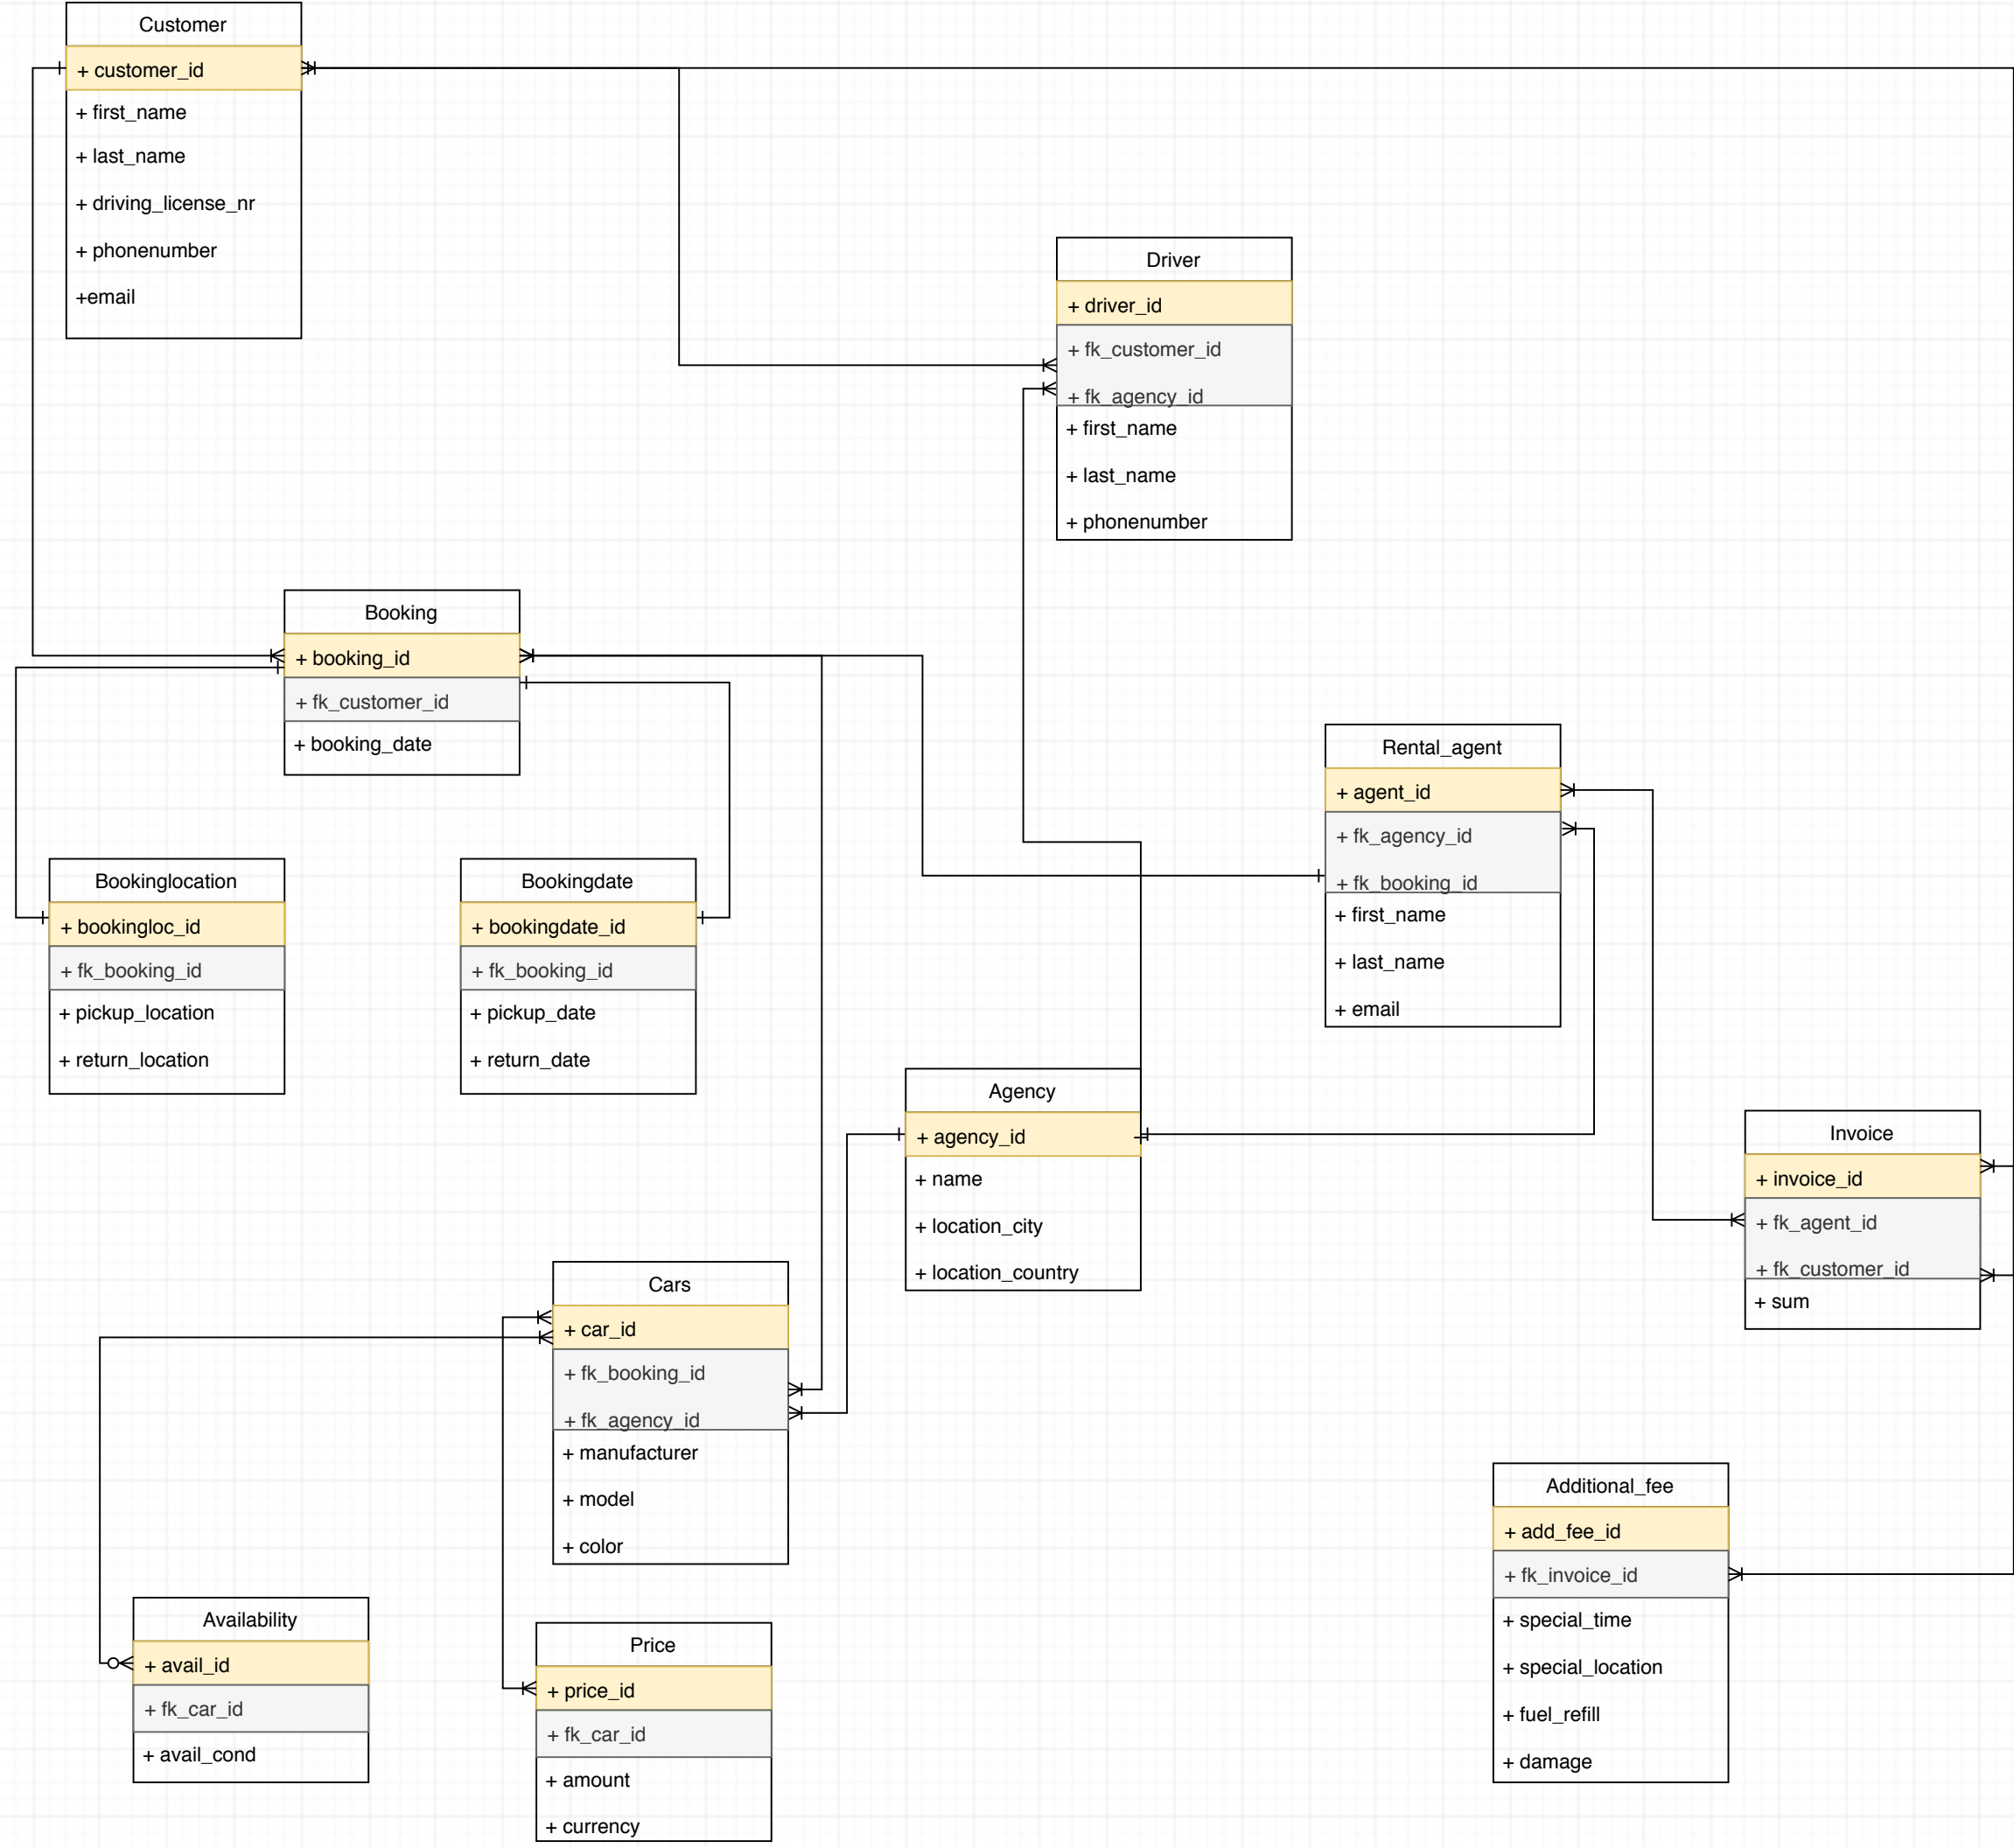 Customer
+ customer_id
+ first_name
+ last_name
+ driving_license_nr
+ phonenumber
+email
Driver
+ driver_id
+ fk_customer_id
+ fk_agency_id
+ first_name
+ last_name
+ phonenumber
Booking
+ booking_id
+ fk_customer_id
+ booking_date
Rental_agent
+ agent_id
+ fk_agency_id
+ fk_booking_id
+ first_name
+ last_name
+ email
Bookinglocation
+ bookingloc_id
+ fk_booking_id
+ pickup_location
+ return_location
Bookingdate
+ bookingdate_id
+ fk_booking_id
+ pickup_date
+ return_date
Agency
+ agency_id
+ name
+ location_city
+ location_country
Invoice
+ invoice_id
+ fk_agent_id
+ fk_customer_id
+ sum
Cars
+ car_id
+ fk_booking_id
+ fk_agency_id
+ manufacturer
+ model
+ color
Additional_fee
+ add_fee_id
+ fk_invoice_id
+ special_time
+ special_location
+ fuel_refill
+ damage
Availability
+ avail_id
+ fk_car_id
+ avail_cond
Price
+ price_id
+ fk_car_id
+ amount
+ currency